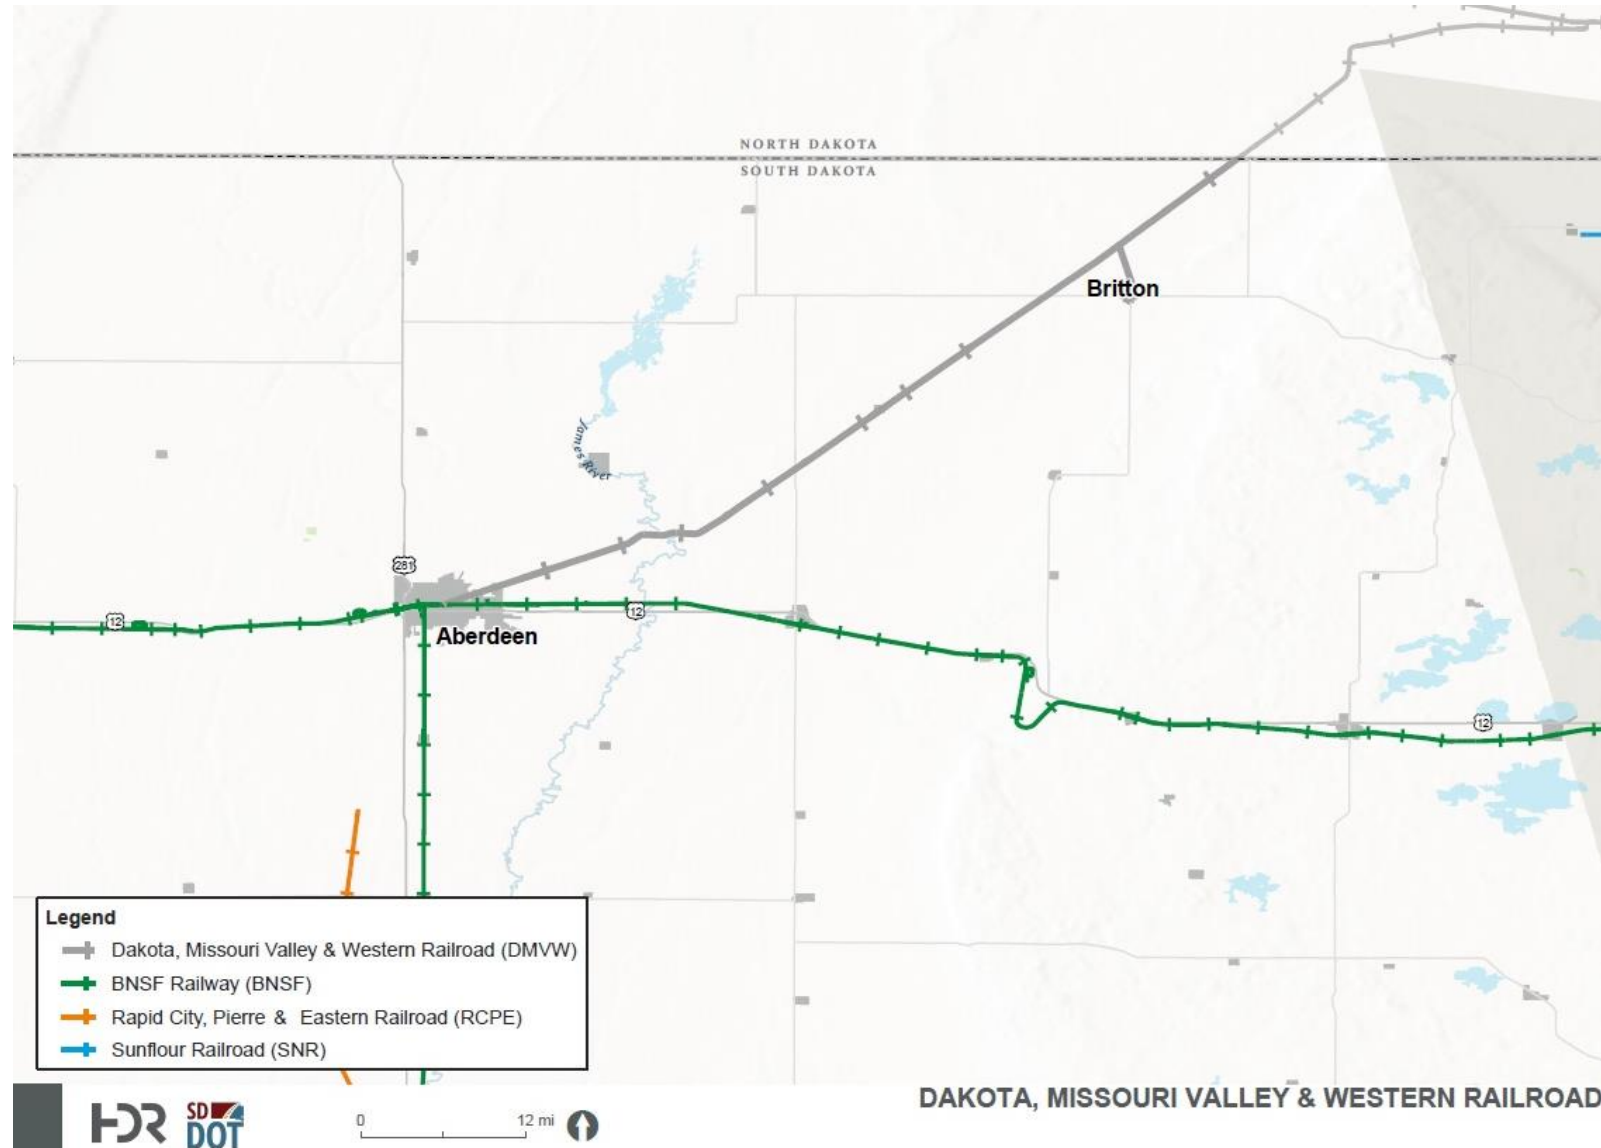 NORTH DAKOTA
SOUTH DAKOTA
Britton
James River
281
12
12
Aberdeen
12
Legend
Dakota, Missouri Valley & Western Railroad (DMVW)
BNSF Railway (BNSF)
Rapid City, Pierre & Eastern Railroad (RCPE)
Sunflour Railroad (SNR)
DAKOTA, MISSOURI VALLEY & WESTERN RAILROAD
HDR
SD
DOT
0 12 mi